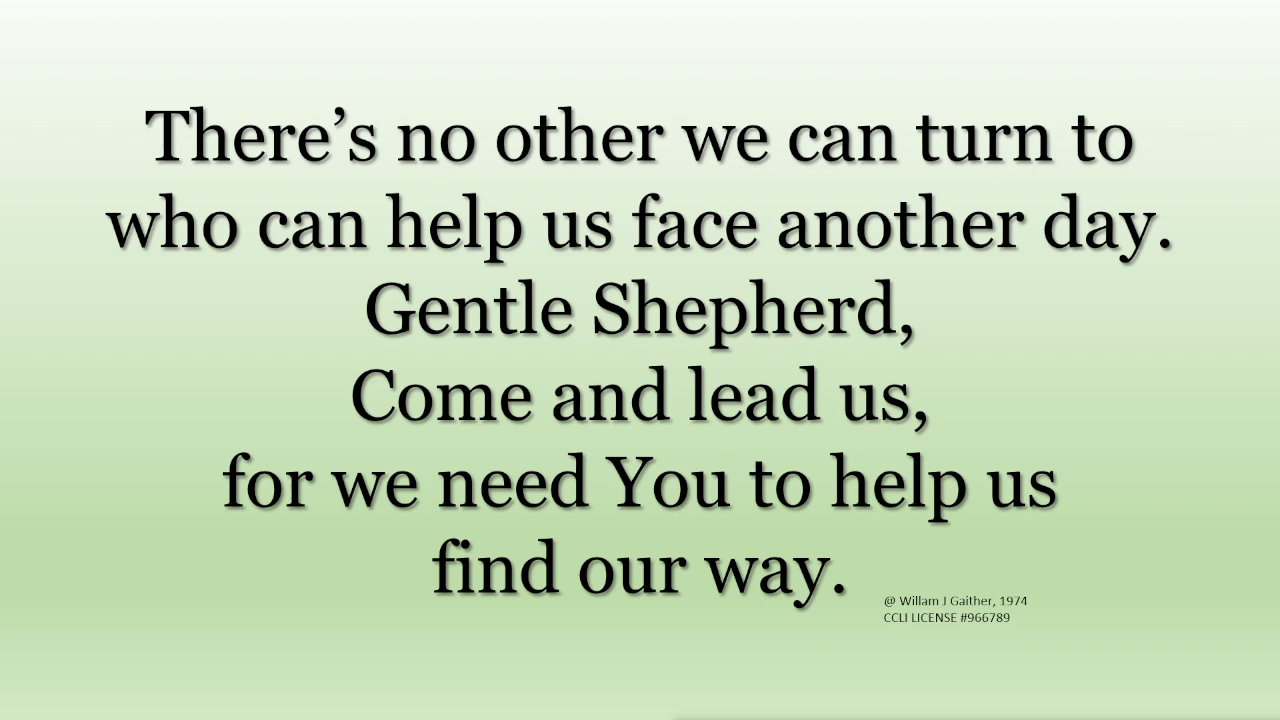 There’s no other we can turn to
who can help us face another day.
Gentle Shepherd,
Come and lead us,
for we need You to help us
find our way.
@ Willam J Gaither, 1974
CCLI LICENSE #966789